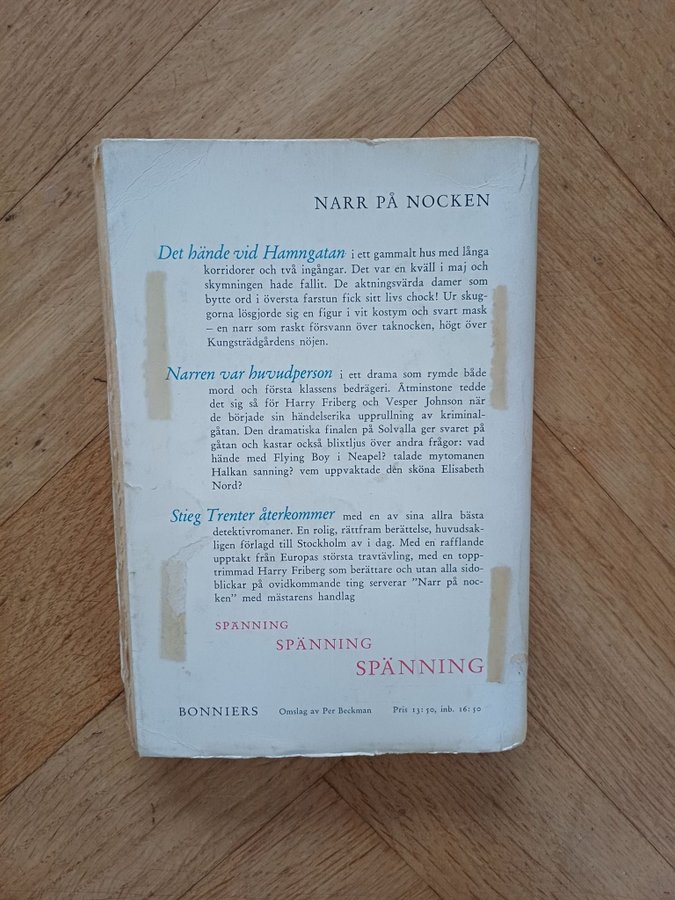 NARR PÅ NOCKEN
Det hände vid Hamngatan i ett gammalt hus med långa
korridorer och två ingångar. Det var en kväll i maj och
skymningen hade fallit. De aktningsvärda damer som
bytte ord i översta farstun fick sitt livs chock! Ur skug-
gorna lösgjorde sig en figur i vit kostym och svart mask
– en narr som raskt försvann över taknocken, högt över
Kungsträdgårdens nöjen.
Narren var huvudperson i ett drama som rymde både
mord och första klassens bedrägeri. Åtminstone tedde
det sig så för Harry Friberg och Vesper Johnson när
de började sin händelserika upprullning av kriminal-
gåtan. Den dramatiska finalen på Solvalla ger svaret på
gåtan och kastar också blixtljus över andra frågor: vad
hände med Flying Boy i Neapel? talade mytomanen
Halkan sanning? vem uppvaktade den sköna Elisabeth
Nord?
Stieg Trenter återkommer med en av sina allra bästa
detektivromaner. En rolig, rättfram berättelse, huvudsak-
ligen förlagd till Stockholm av i dag. Med en rafflande
upptakt från Europas största travtävling, med en topp-
trimmad Harry Friberg som berättare och utan alla sido-
blickar på ovidkommande ting serverar ”Narr på noc-
ken” med mästarens handlag
SPÄNNING
SPÄNNING
SPÄNNING
BONNIERS Omslag av Per Beckman Pris 13:50, inb. 16:50